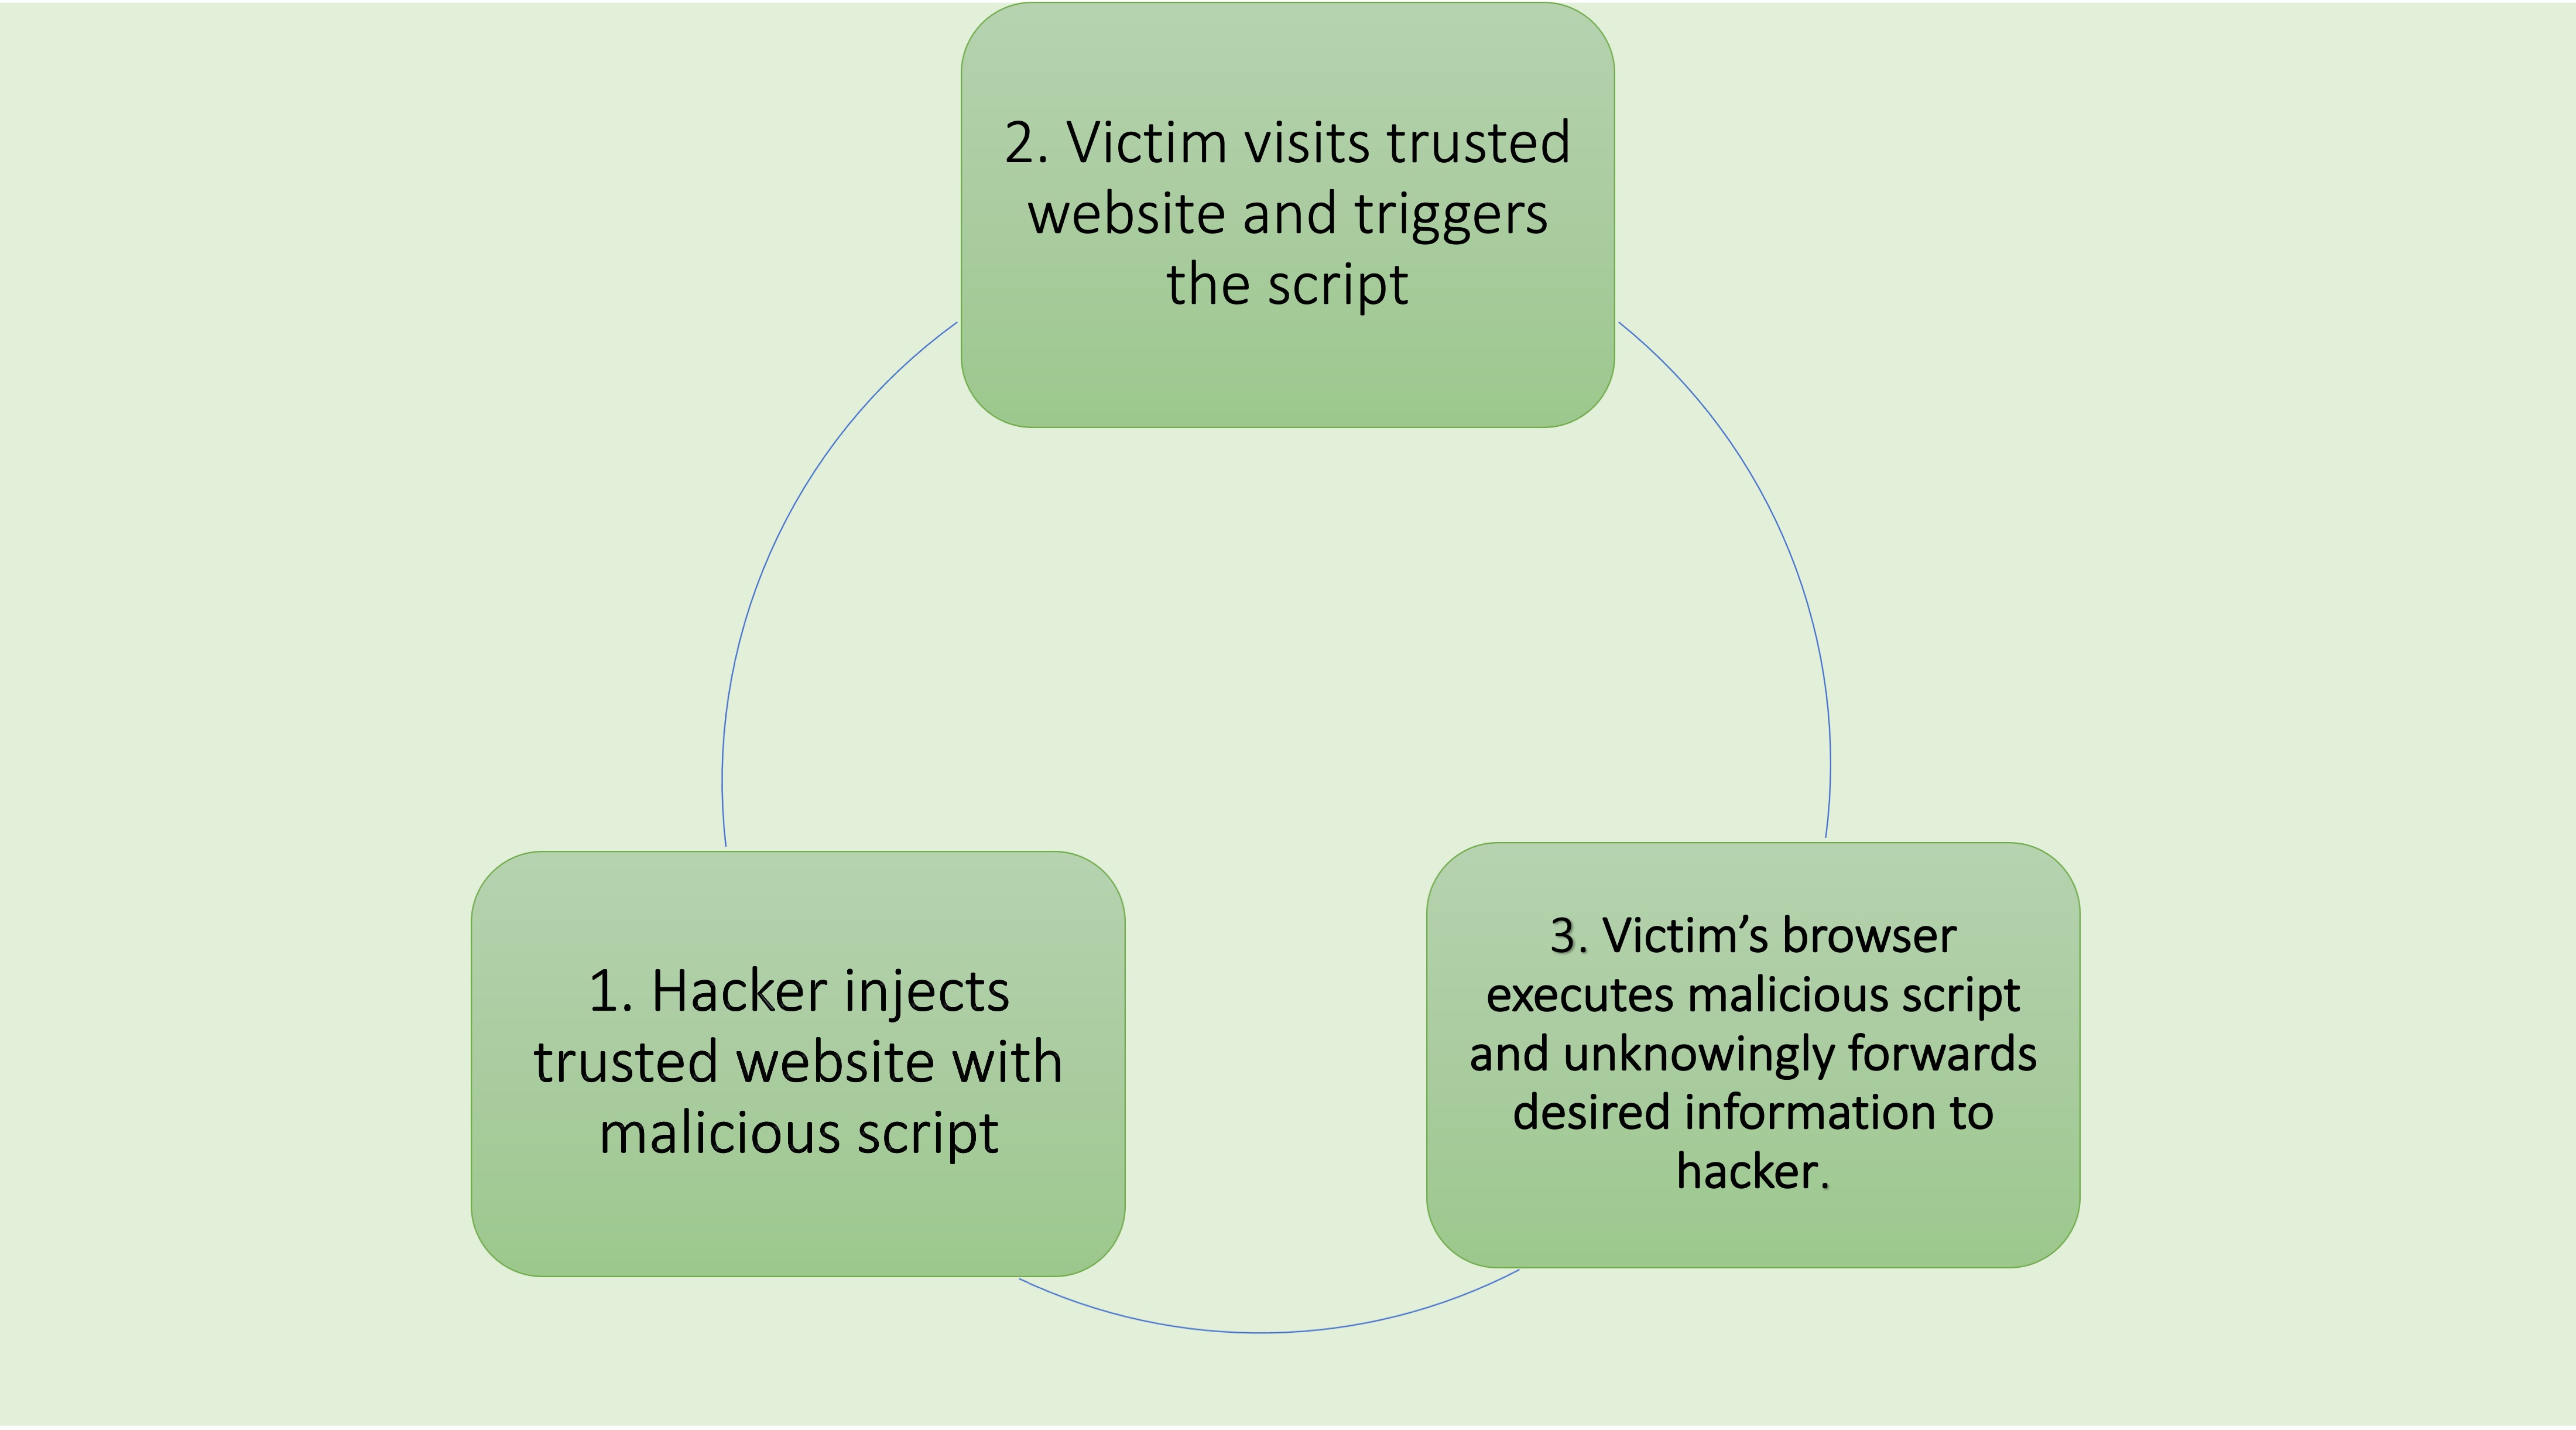 2. Victim visits trusted
website and triggers
the script
1. Hacker injects
trusted website with
malicious script
3. Victim’s browser
executes malicious script
and unknowingly forwards
desired information to
hacker.